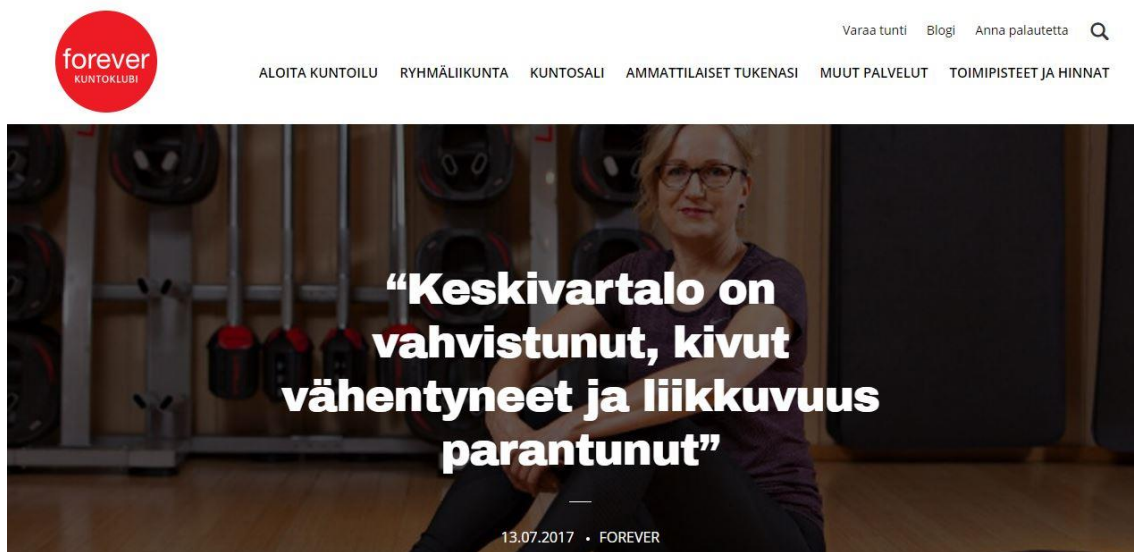 forever
KUNTOKLUBI
Varaa tunti Blogi Anna palautetta
ALOITA KUNTOILU RYHMÄLIIKUNTA KUNTOSALI AMMATTILAISET TUKENASI MUUT PALVELUT TOIMIPISTEET JA HINNAT
“Keskivartalo on
vahvistunut, kivut
vähentyneet ja liikkuvuus
parantunut”
13.07.2017 • FOREVER